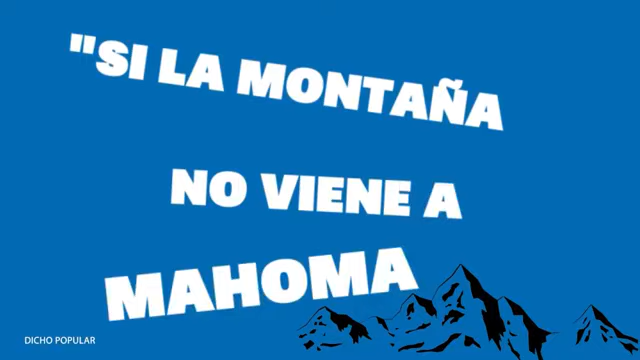 "SI LA MONTAÑA
NO VIENE A
MAHOMA
DICHO POPULAR